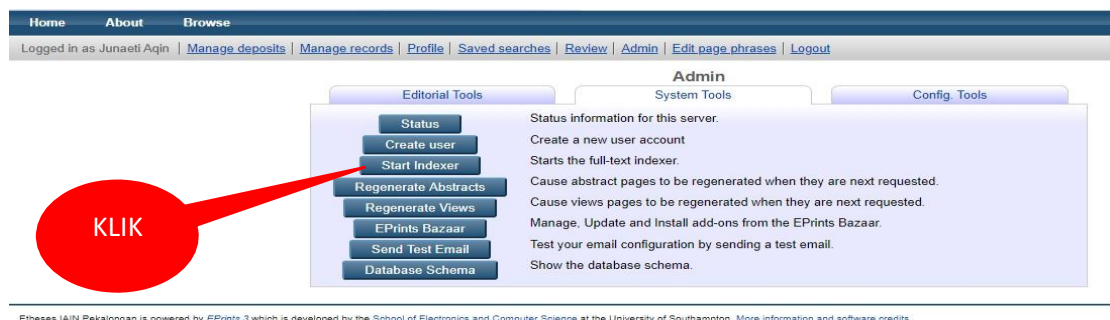 Home About Browse
Logged in as Junaeti Aqin | Manage deposits | Manage records | Profile | Saved searches | Review | Admin | Edit page phrases | Logout
Admin
Editorial Tools System Tools Config. Tools
Status Status information for this server.
Create user Create a new user account
Start Indexer Starts the full-text indexer.
Regenerate Abstracts Cause abstract pages to be regenerated when they are next requested.
Regenerate Views Cause views pages to be regenerated when they are next requested.
EPrints Bazaar Manage, Update and Install add-ons from the EPrints Bazaar.
Send Test Email Test your email configuration by sending a test email.
Database Schema Show the database schema.
KLIK
Etheses IAIN Pekalongan is powered by EPrints 3 which is developed by the School of Electronics and Computer Science at the University of Southampton. More information and software credits.